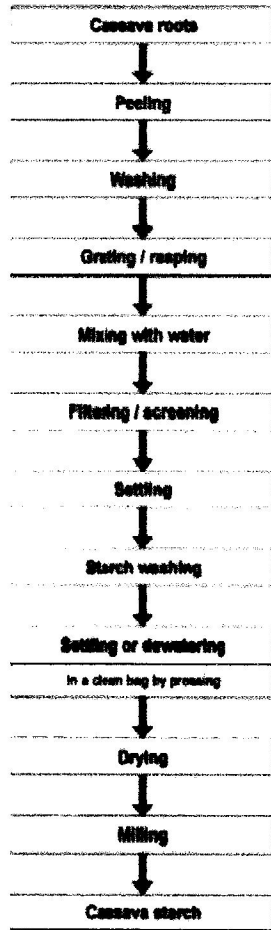 Cassava roots
Peeling
Washing
Grating / rasping
Mixing with water
Filtering / screening
Settling
Starch washing
Settling or dewatering
In a clean bag by pressing
Drying
Milling
Cassava starch